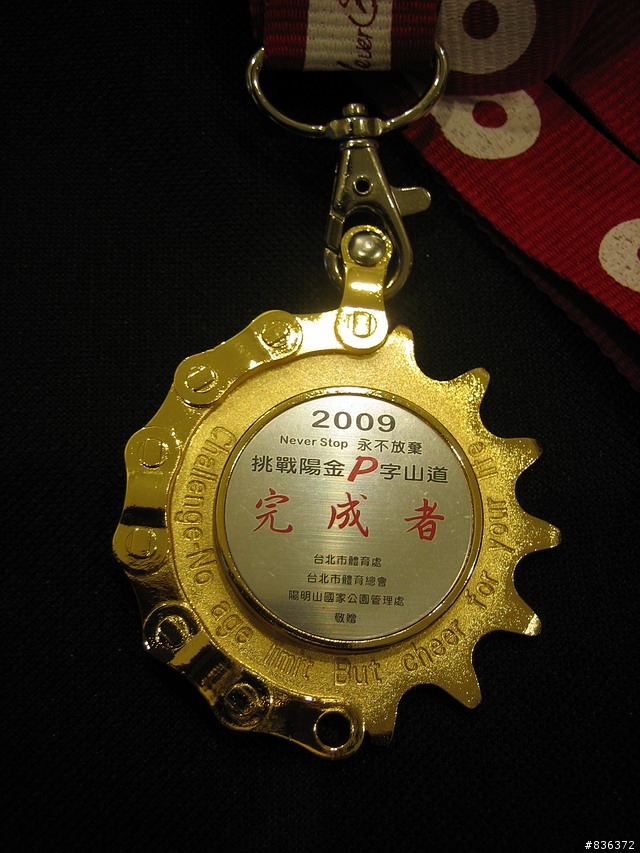 2009
Never Stop 永不放棄
挑戰陽金P字山道
完成者
台北市體育處
台北市體育總會
陽明山國家公園管理處
敬贈
Challenge-No age limit But cheer for Your life
#836372